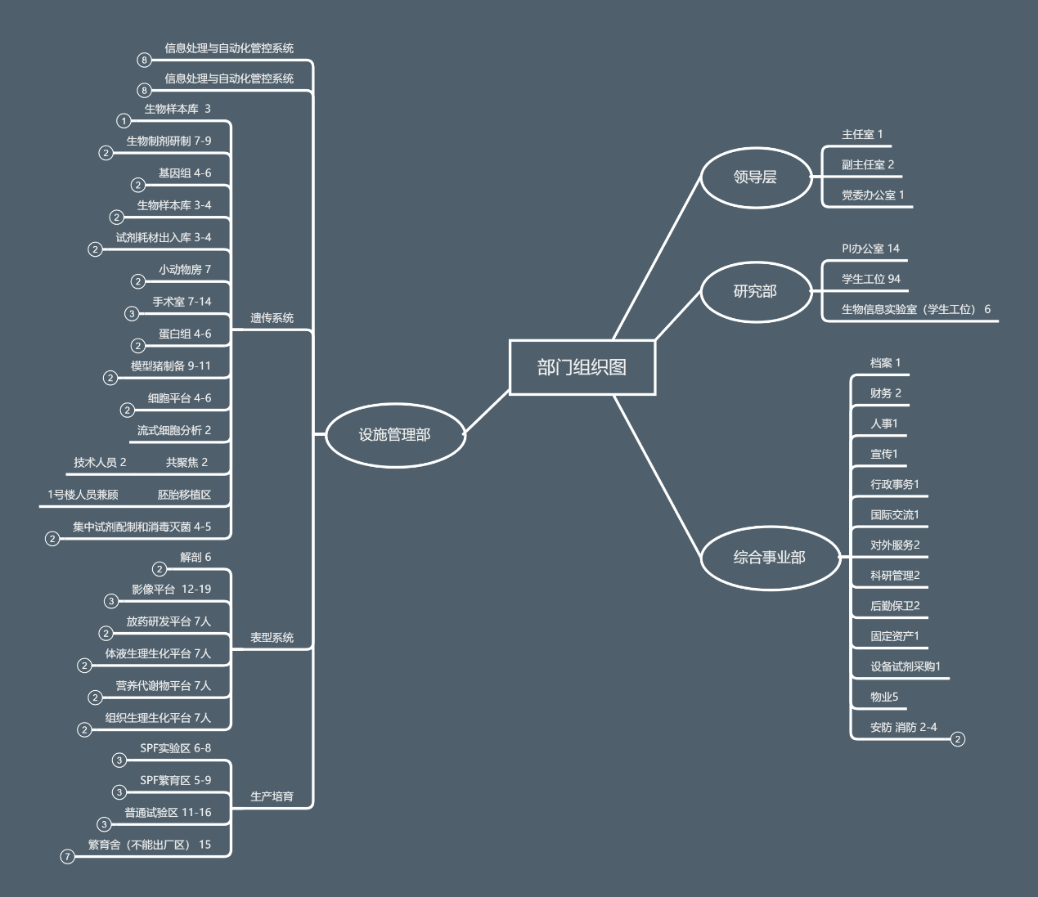 部门组织图
领导层
主任室 1
副主任室 2
党委办公室 1
研究部
PI办公室 14
学生工位 94
生物信息实验室（学生工位） 6
综合事业部
档案 1
财务 2
人事1
宣传1
行政事务1
国际交流1
对外服务2
科研管理2
后勤保卫2
固定资产1
设备试剂采购1
物业5
安防 消防 2-4
2
设施管理部
信息处理与自动化管控系统
8
信息处理与自动化管控系统
8
遗传系统
生物样本库 3
1
生物制剂研制 7-9
2
基因组 4-6
2
生物样本库 3-4
2
试剂耗材出入库 3-4
2
小动物房 7
2
手术室 7-14
3
蛋白组 4-6
2
模型猪制备 9-11
2
细胞平台 4-6
2
流式细胞分析 2
共聚焦 2
技术人员 2
胚胎移植区
1号楼人员兼顾
集中试剂配制和消毒灭菌 4-5
2
表型系统
解剖 6
2
影像平台 12-19
3
放药研发平台 7人
2
体液生理生化平台 7人
2
营养代谢物平台 7人
2
组织生理生化平台 7人
2
生产培育
SPF实验区 6-8
3
SPF繁育区 5-9
3
普通试验区 11-16
3
繁育舍（不能出厂区） 15
7